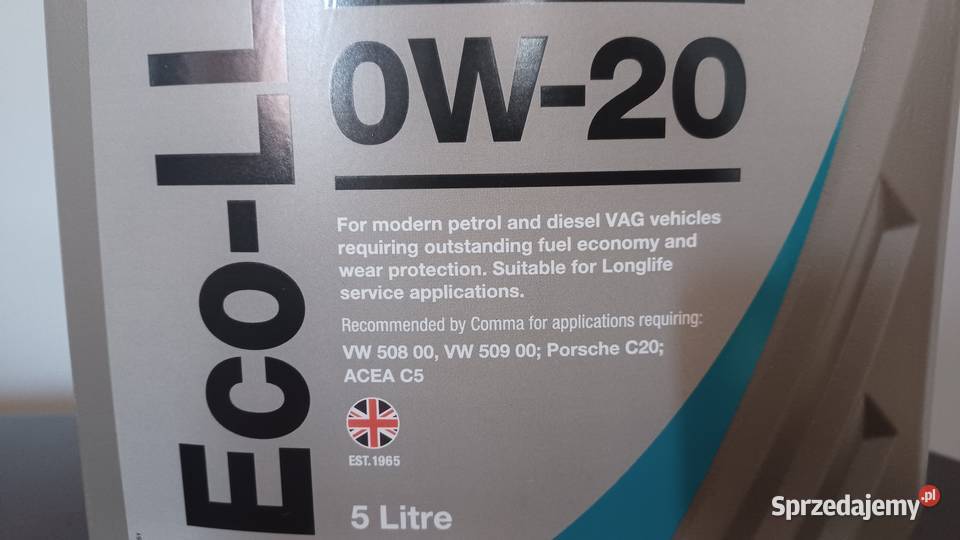 Eco-LL
0W-20
For modern petrol and diesel VAG vehicles
requiring outstanding fuel economy and
wear protection. Suitable for Longlife
service applications.
Recommended by Comma for applications requiring:
VW 508 00, VW 509 00; Porsche C20;
ACEA C5
EST.1965
5 Litre
Sprzedajemy.pl